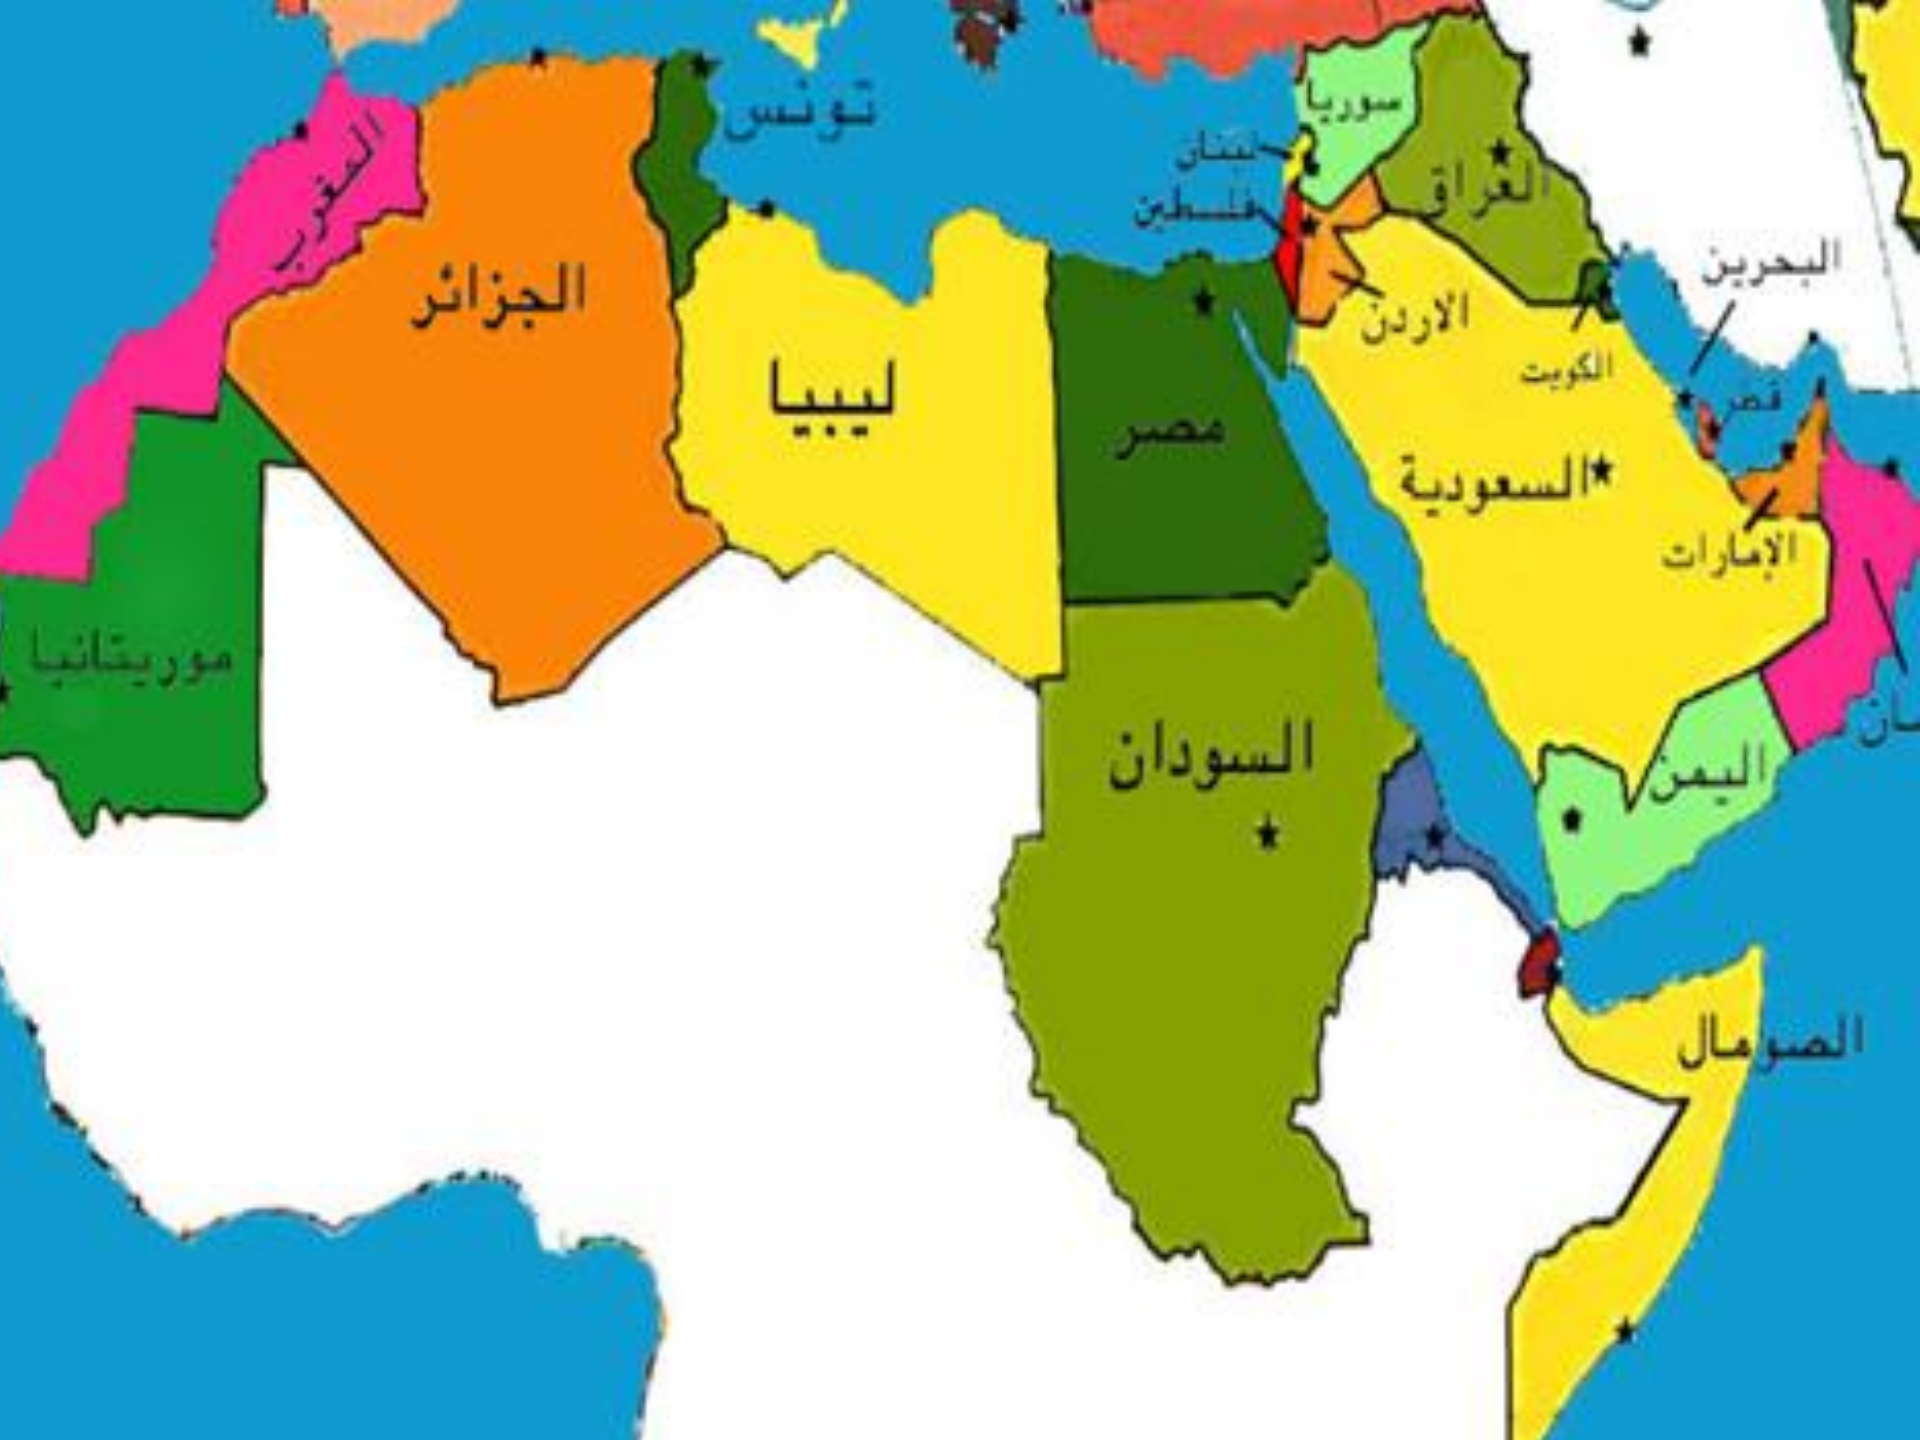 تونس
سوريا
المغرب
لبنان
العراق
فلسطين
البحرين
الجزائر
الاردن
ليبيا
الكويت
قطر
مصر
السعودية
الإمارات
موريتانيا
السودان
اليمن
الصومال